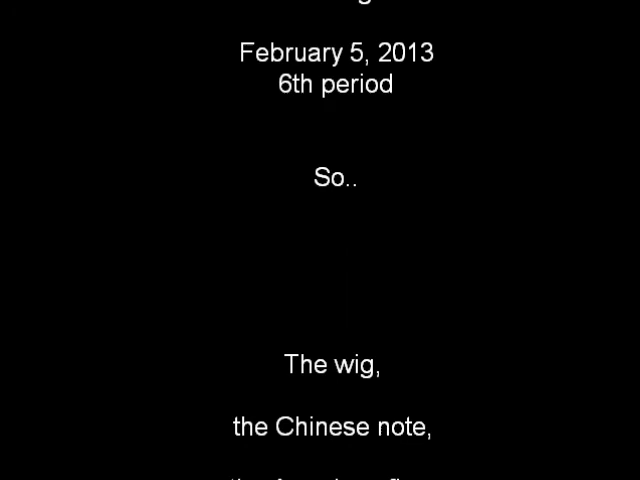 February 5, 2013
6th period
So..
The wig,
the Chinese note,